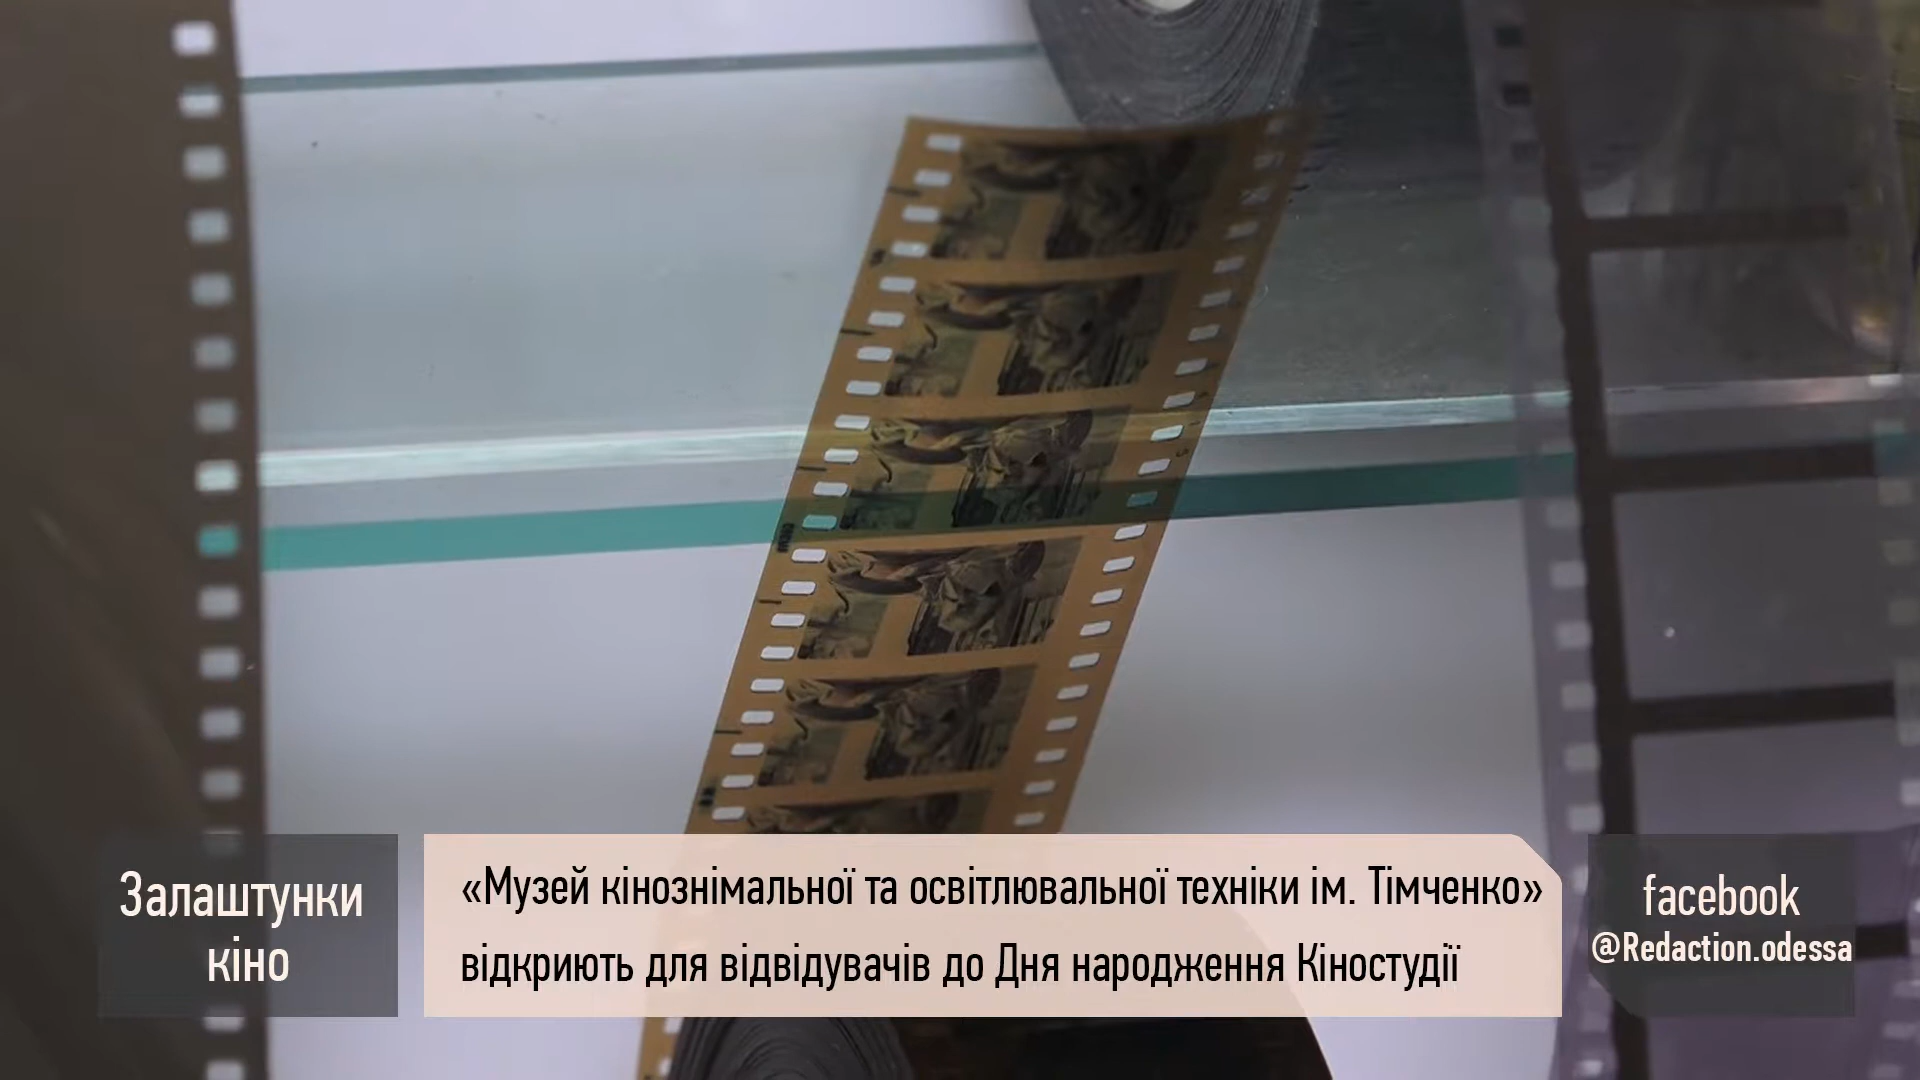 Залаштунки
кіно
«Музей кінознімальної та освітлювальної техніки ім. Тімченко»
відкриють для відвідувачів до Дня народження Кіностудії
facebook
@Redaction.odessa